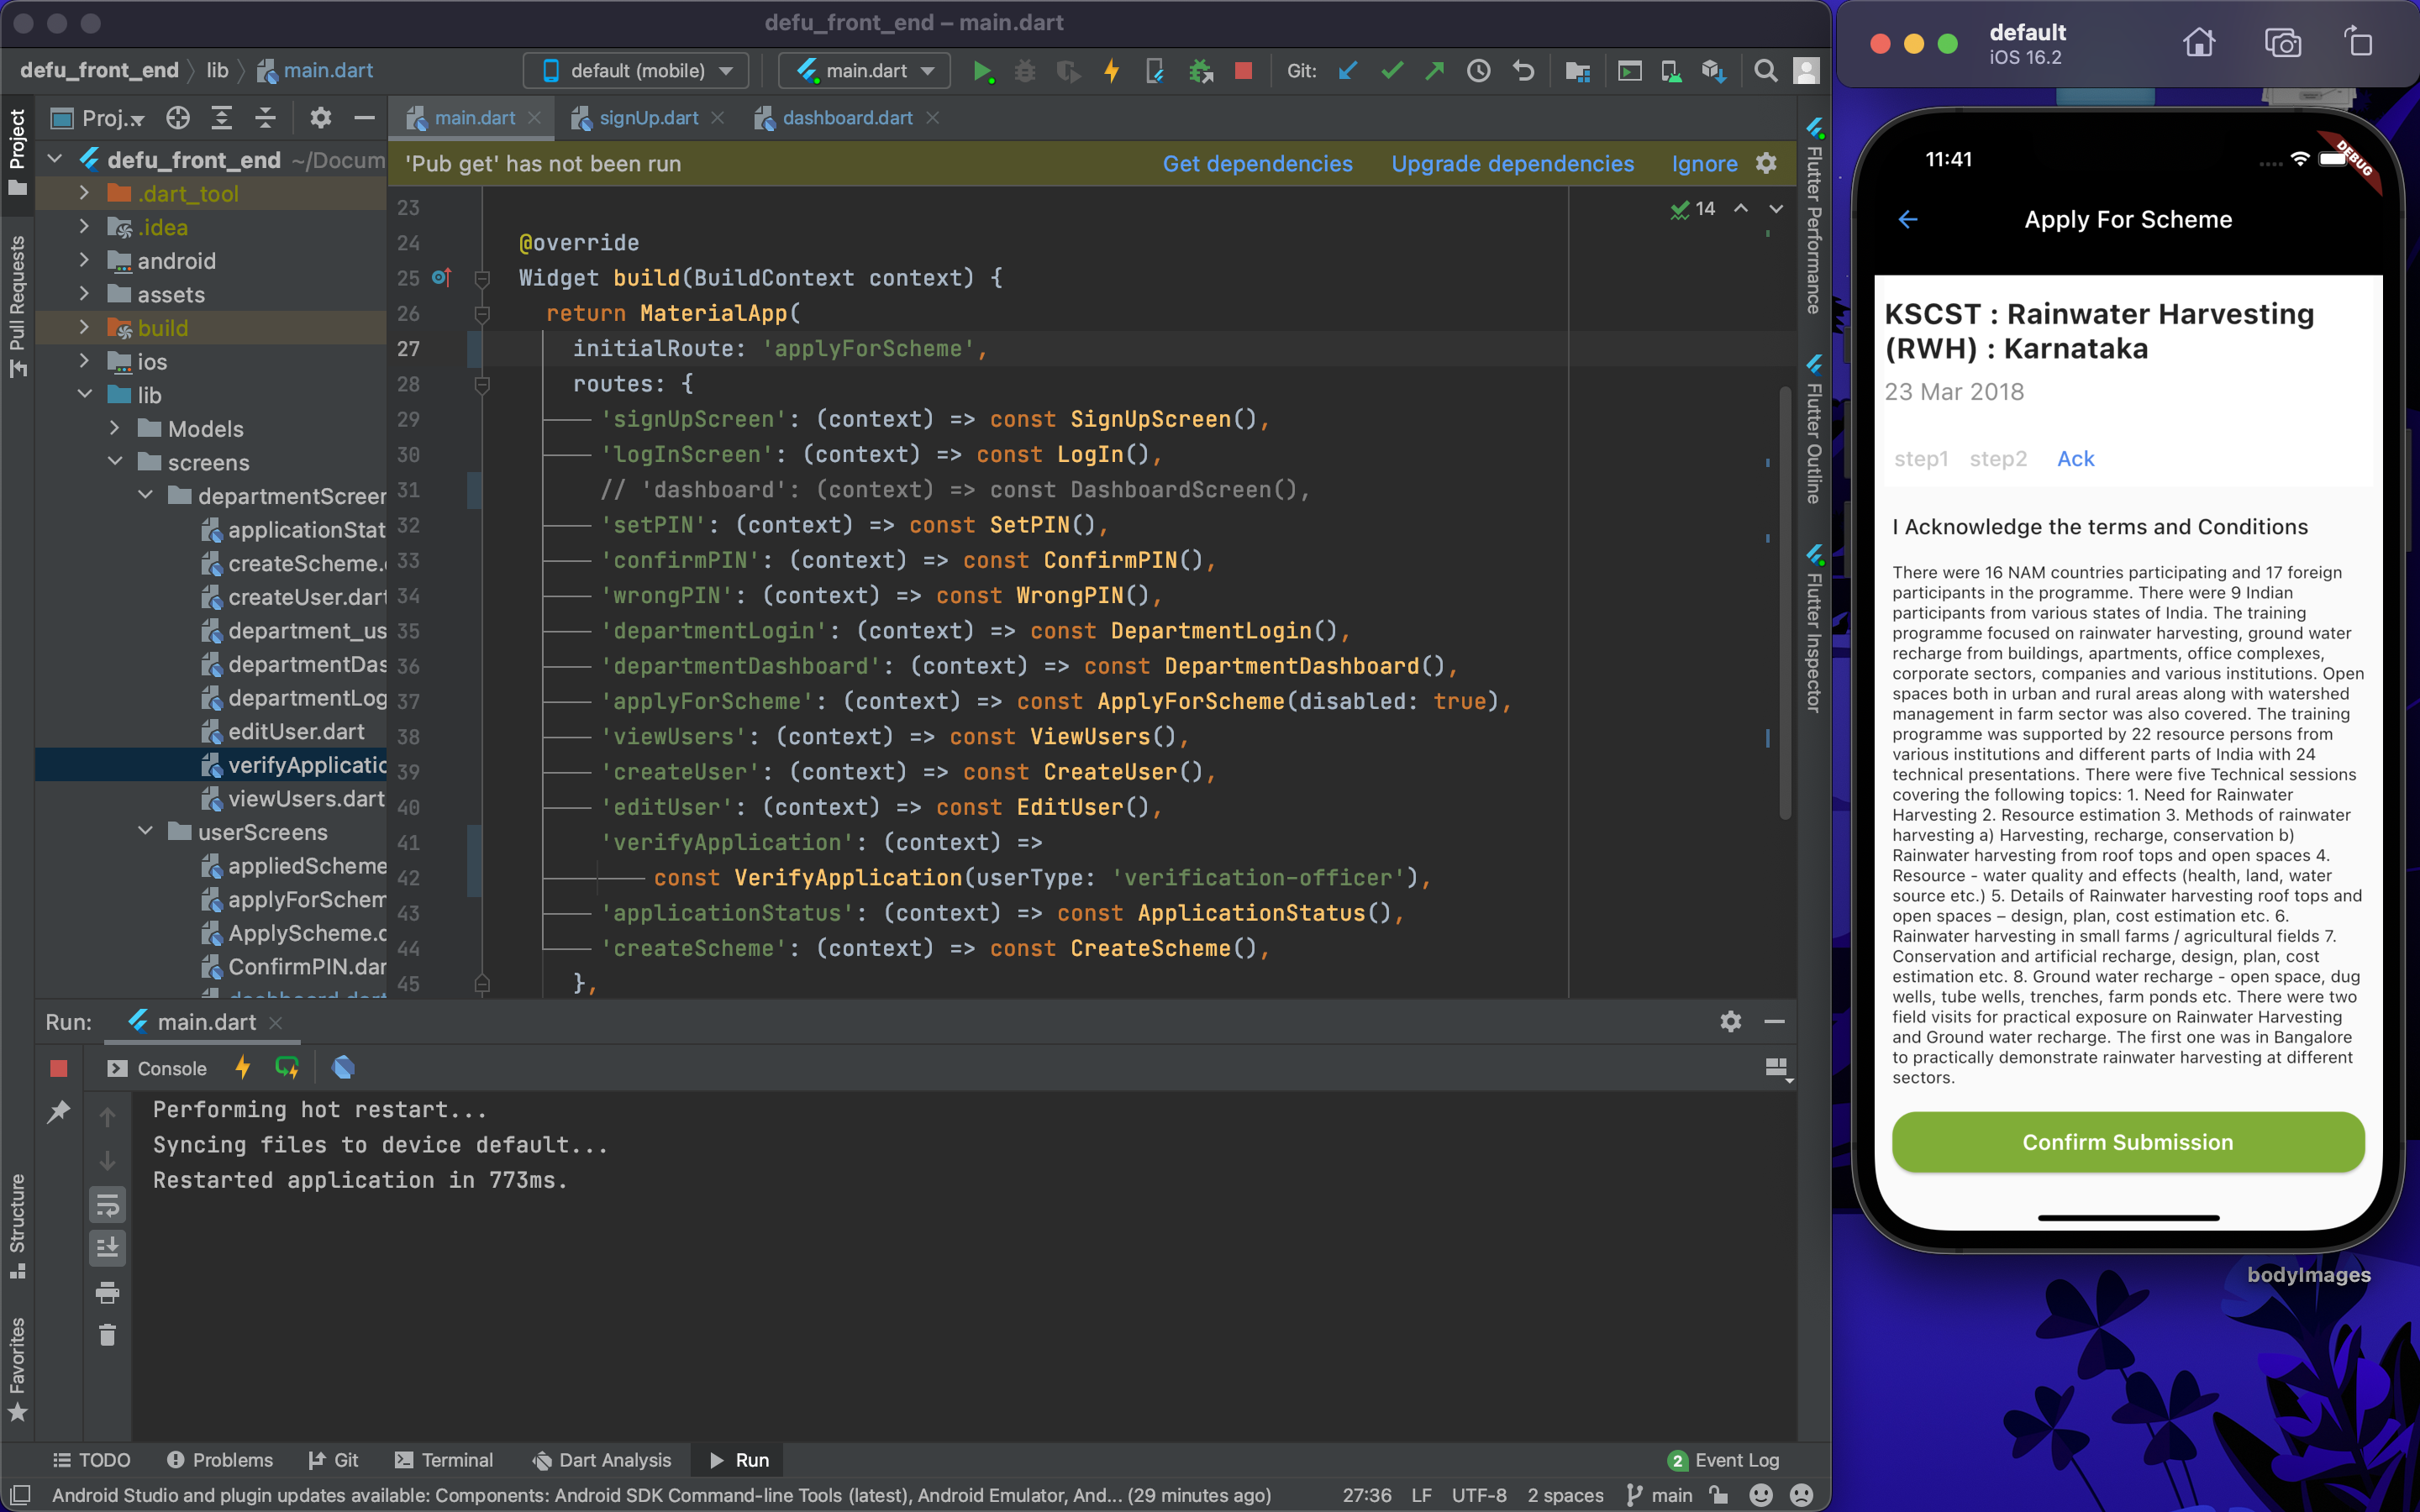 defu_front_end – main.dart
defu_front_end lib main.dart
default (mobile)
main.dart
Git:
Project
Pull Requests
Structure
Favorites
Proj...
main.dart
signUp.dart
dashboard.dart
'Pub get' has not been run
Get dependencies
Upgrade dependencies
Ignore
defu_front_end ~/Docum
.dart_tool
.idea
android
assets
build
ios
lib
Models
screens
departmentScreen
applicationStat
createScheme.
createUser.dart
department_us
departmentDas
departmentLog
editUser.dart
verifyApplicatio
viewUsers.dart
userScreens
appliedScheme
applyForSchem
ApplyScheme.d
ConfirmPIN.dar
dashboard.dart
14
23
24 @override
25 Widget build(BuildContext context) {
26 return MaterialApp(
27 initialRoute: 'applyForScheme',
28 routes: {
29 'signUpScreen': (context) => const SignUpScreen(),
30 'logInScreen': (context) => const LogIn(),
31 // 'dashboard': (context) => const DashboardScreen(),
32 'setPIN': (context) => const SetPIN(),
33 'confirmPIN': (context) => const ConfirmPIN(),
34 'wrongPIN': (context) => const WrongPIN(),
35 'departmentLogin': (context) => const DepartmentLogin(),
36 'departmentDashboard': (context) => const DepartmentDashboard(),
37 'applyForScheme': (context) => const ApplyForScheme(disabled: true),
38 'viewUsers': (context) => const ViewUsers(),
39 'createUser': (context) => const CreateUser(),
40 'editUser': (context) => const EditUser(),
41 'verifyApplication': (context) =>
42 const VerifyApplication(userType: 'verification-officer'),
43 'applicationStatus': (context) => const ApplicationStatus(),
44 'createScheme': (context) => const CreateScheme(),
45 },
Flutter Performance
Flutter Outline
Flutter Inspector
Run: main.dart
Console
Performing hot restart...
Syncing files to device default...
Restarted application in 773ms.
TODO
Problems
Git
Terminal
Dart Analysis
Run
2 Event Log
Android Studio and plugin updates available: Components: Android SDK Command-line Tools (latest), Android Emulator, And... (29 minutes ago)
27:36 LF UTF-8 2 spaces main
default
iOS 16.2
11:41
DEBUG
Apply For Scheme
KSCST : Rainwater Harvesting
(RWH) : Karnataka
23 Mar 2018
step1 step2 Ack
I Acknowledge the terms and Conditions
There were 16 NAM countries participating and 17 foreign
participants in the programme. There were 9 Indian
participants from various states of India. The training
programme focused on rainwater harvesting, ground water
recharge from buildings, apartments, office complexes,
corporate sectors, companies and various institutions. Open
spaces both in urban and rural areas along with watershed
management in farm sector was also covered. The training
programme was supported by 22 resource persons from
various institutions and different parts of India with 24
technical presentations. There were five Technical sessions
covering the following topics: 1. Need for Rainwater
Harvesting 2. Resource estimation 3. Methods of rainwater
harvesting a) Harvesting, recharge, conservation b)
Rainwater harvesting from roof tops and open spaces 4.
Resource - water quality and effects (health, land, water
source etc.) 5. Details of Rainwater harvesting roof tops and
open spaces – design, plan, cost estimation etc. 6.
Rainwater harvesting in small farms / agricultural fields 7.
Conservation and artificial recharge, design, plan, cost
estimation etc. 8. Ground water recharge - open space, dug
wells, tube wells, trenches, farm ponds etc. There were two
field visits for practical exposure on Rainwater Harvesting
and Ground water recharge. The first one was in Bangalore
to practically demonstrate rainwater harvesting at different
sectors.
Confirm Submission
bodyImages